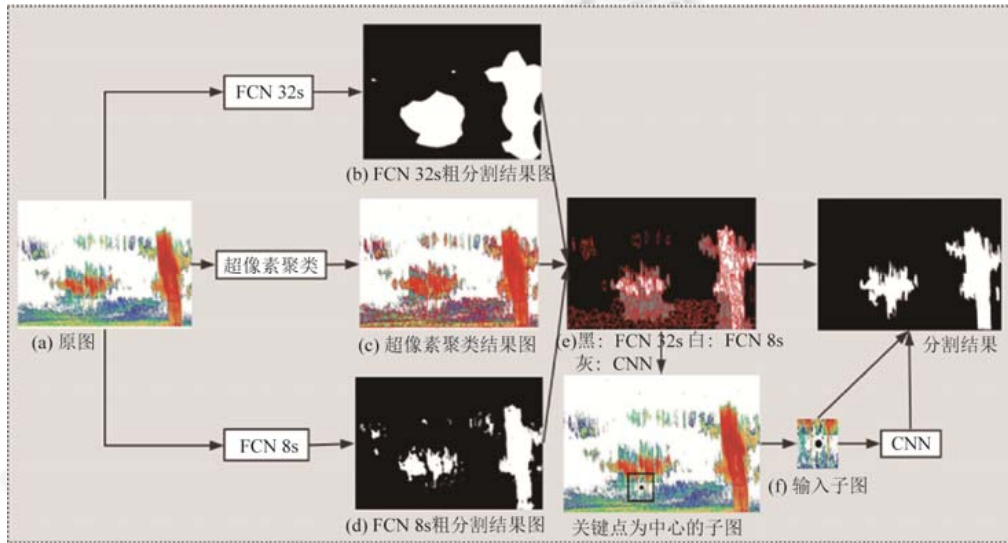 FCN 32s
(b) FCN 32s粗分割结果图
超像素聚类
(a) 原图
(c) 超像素聚类结果图
(e)黑：FCN 32s 白：FCN 8s
灰：CNN
分割结果
FCN 8s
(d) FCN 8s粗分割结果图
关键点为中心的子图
(f) 输入子图
CNN